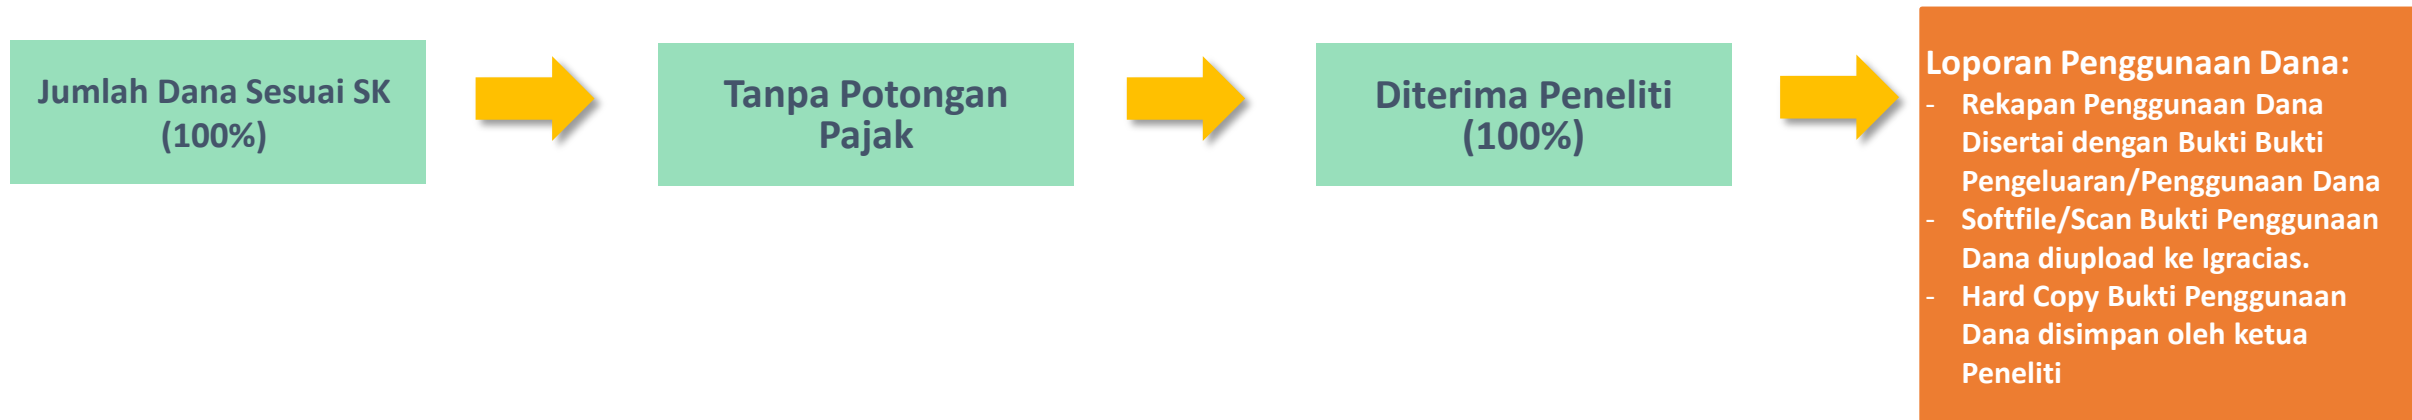 Jumlah Dana Sesuai SK
(100%)
Tanpa Potongan
Pajak
Diterima Peneliti
(100%)
Loporan Penggunaan Dana:
- Rekapan Penggunaan Dana
Disertai dengan Bukti Bukti
Pengeluaran/Penggunaan Dana
- Softfile/Scan Bukti Penggunaan
Dana diupload ke Igracias.
- Hard Copy Bukti Penggunaan
Dana disimpan oleh ketua
Peneliti